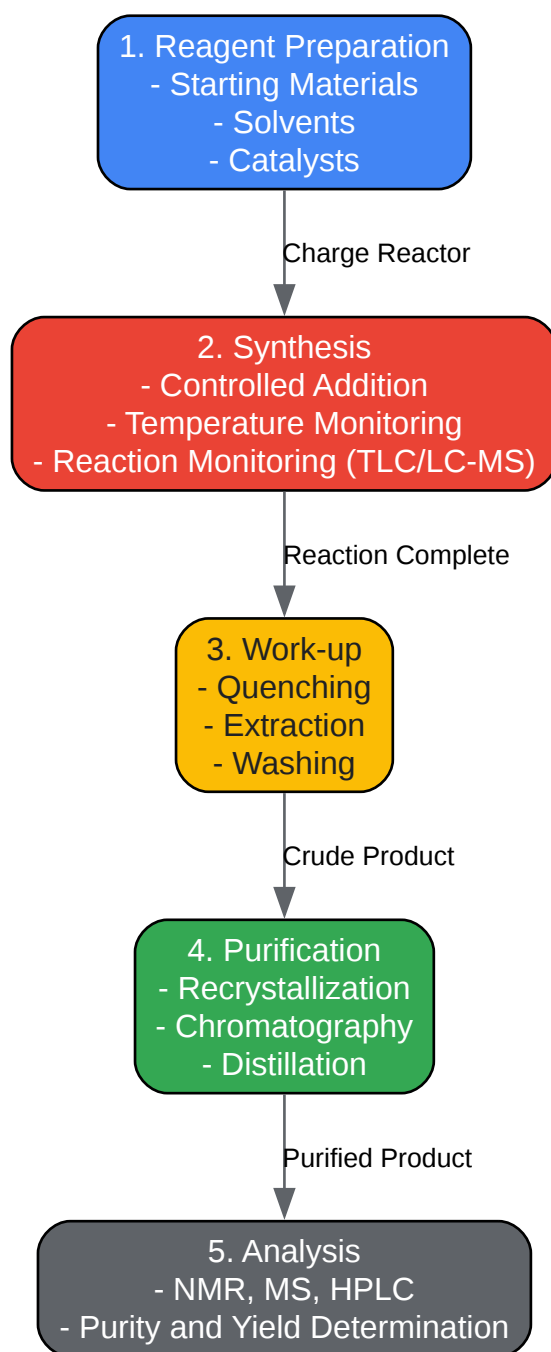 1. Reagent Preparation
- Starting Materials
- Solvents
- Catalysts
Charge Reactor
2. Synthesis
- Controlled Addition
- Temperature Monitoring
- Reaction Monitoring (TLC/LC-MS)
Reaction Complete
3. Work-up
- Quenching
- Extraction
- Washing
Crude Product
4. Purification
- Recrystallization
- Chromatography
- Distillation
Purified Product
5. Analysis
- NMR, MS, HPLC
- Purity and Yield Determination